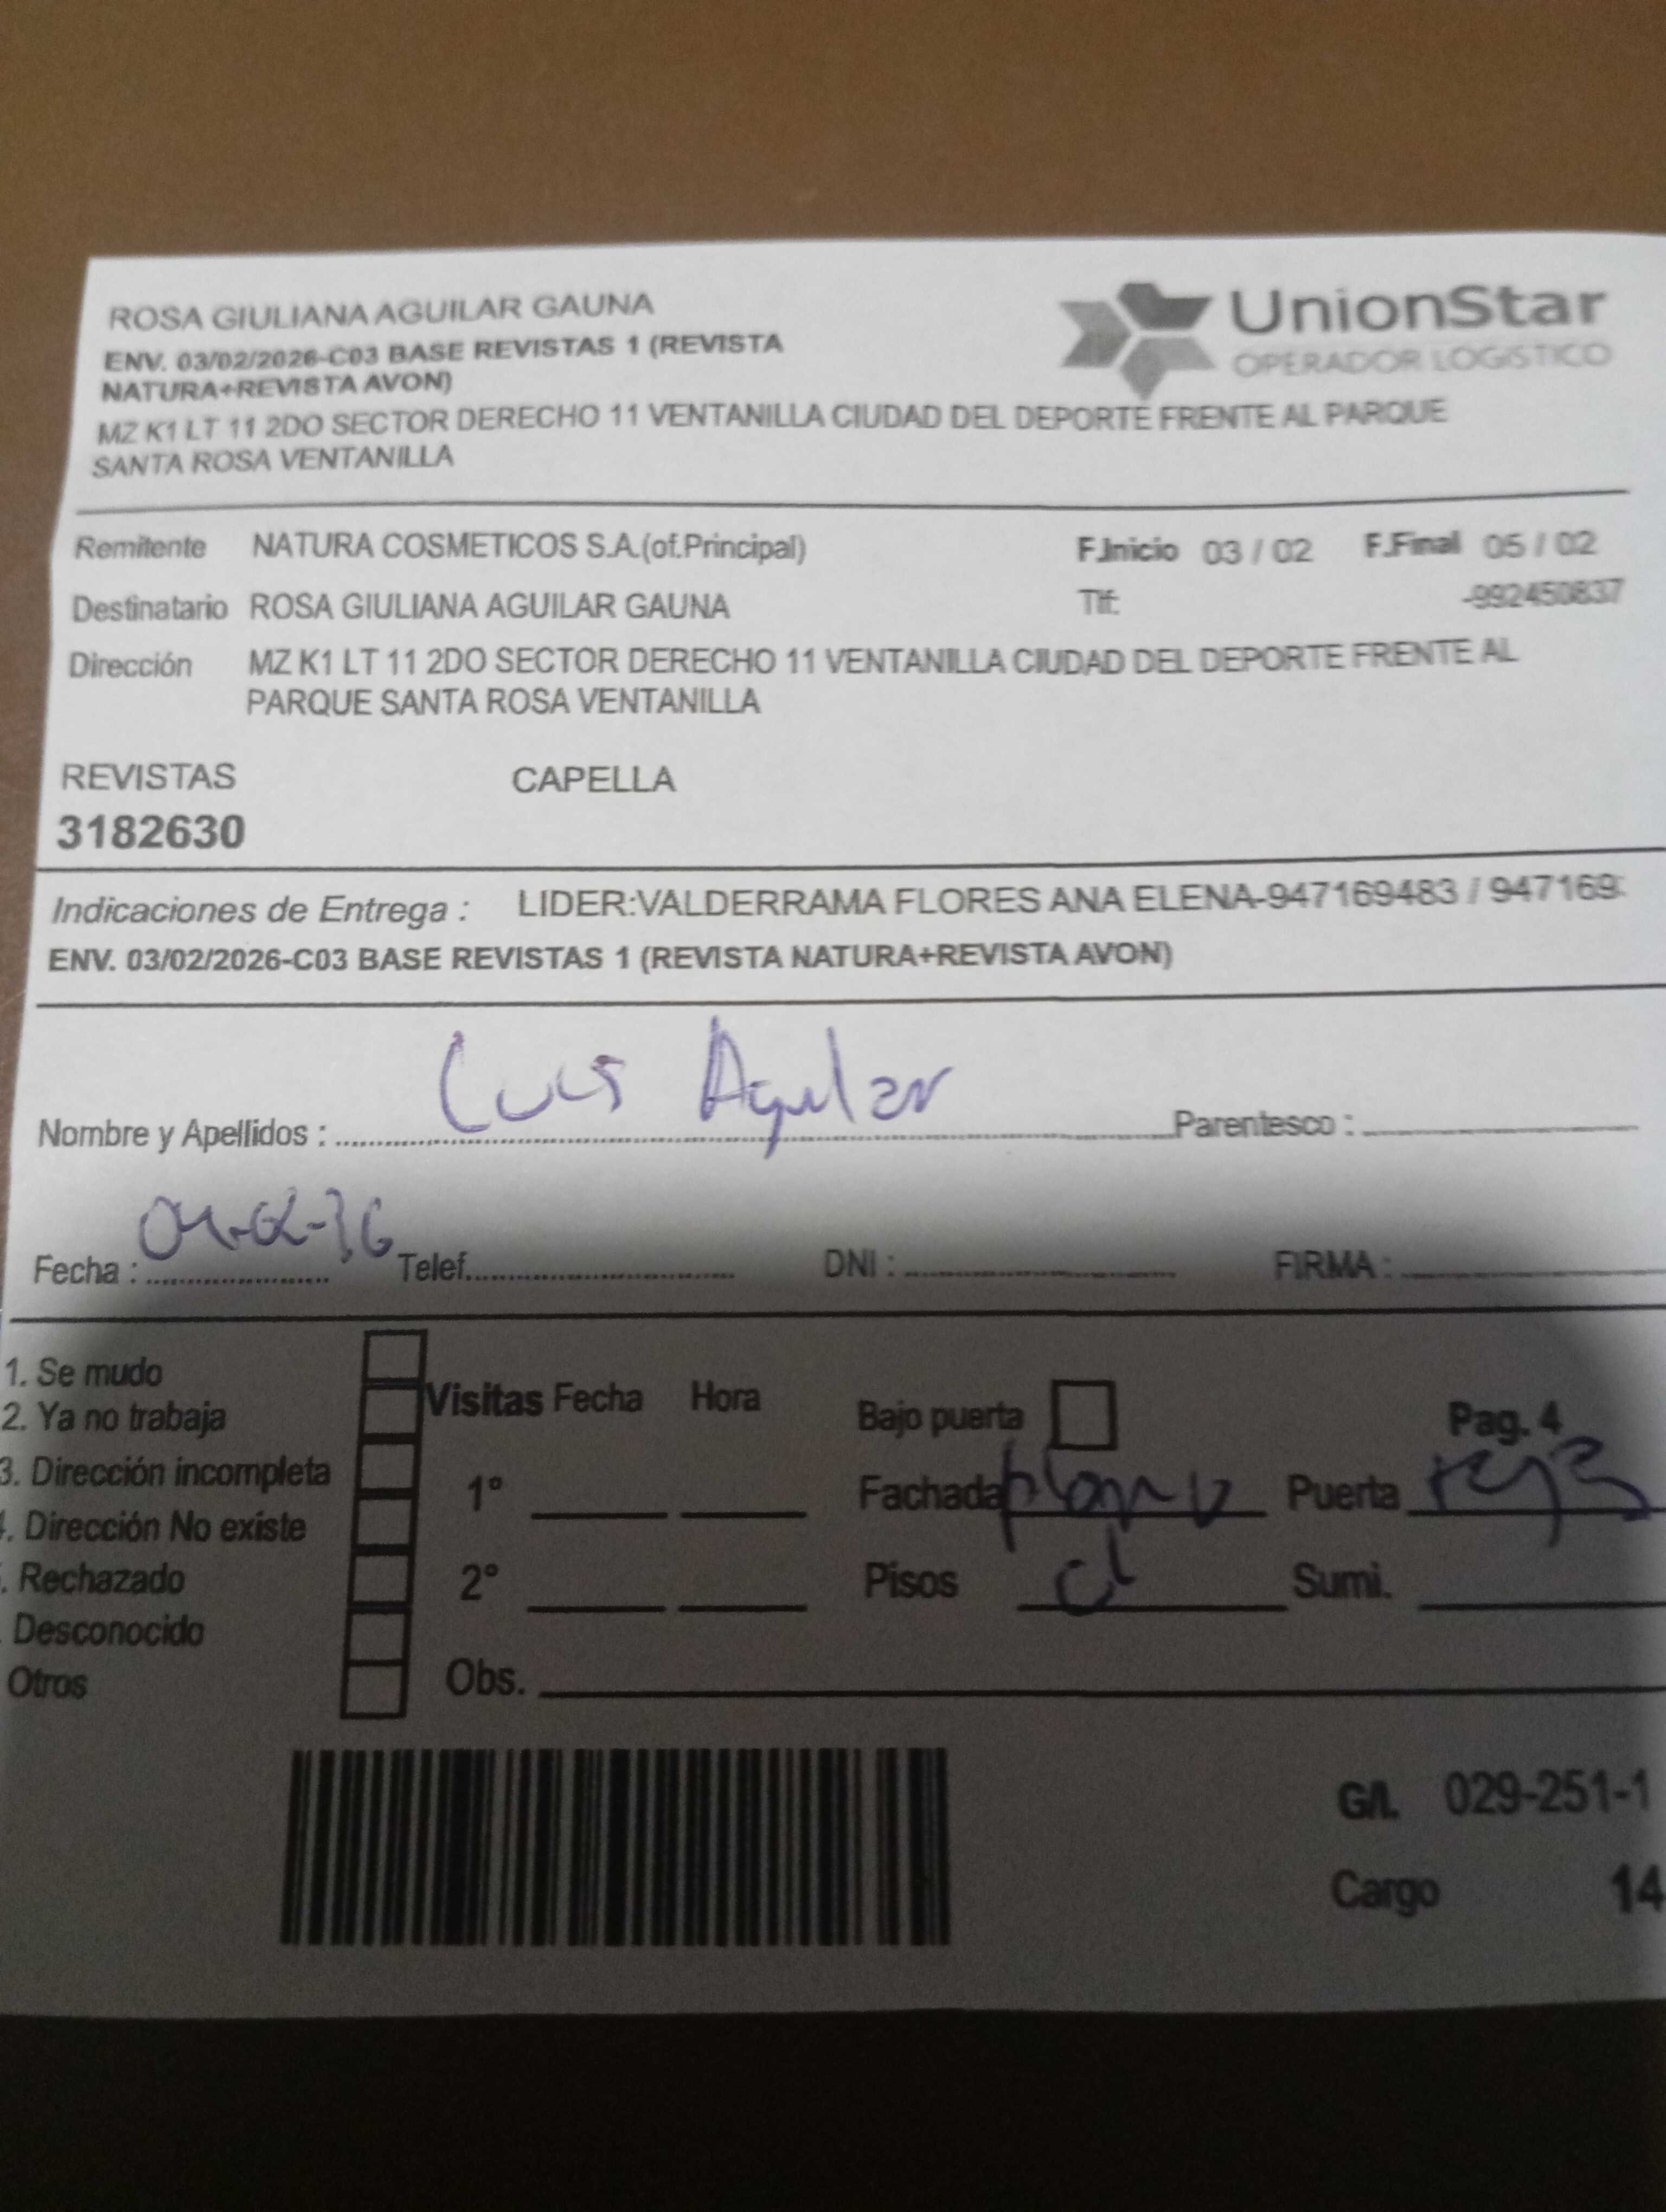 ROSA GIULIANA AGUILAR GAUNA
ENV. 03/02/2026-C03 BASE REVISTAS 1 (REVISTA
NATURA+REVISTA AVON)
MZ K1 LT 11 2DO SECTOR DERECHO 11 VENTANILLA CIUDAD DEL DEPORTE FRENTE AL PARQUE
SANTA ROSA VENTANILLA
UnionStar
OPERADOR LOGISTICO
Remitente NATURA COSMETICOS S.A.(of.Principal) F.Inicio 03 / 02 F.Final 05 / 02
Destinatario ROSA GIULIANA AGUILAR GAUNA Tlf: -992450837
Dirección MZ K1 LT 11 2DO SECTOR DERECHO 11 VENTANILLA CIUDAD DEL DEPORTE FRENTE AL
PARQUE SANTA ROSA VENTANILLA
REVISTAS CAPELLA
3182630
Indicaciones de Entrega : LIDER:VALDERRAMA FLORES ANA ELENA-947169483 / 947169
ENV. 03/02/2026-C03 BASE REVISTAS 1 (REVISTA NATURA+REVISTA AVON)
Nombre y Apellidos : Luis Aguilar Parentesco :
Fecha : Telef. DNI : FIRMA :
1. Se mudo
2. Ya no trabaja
3. Dirección incompleta
. Dirección No existe
. Rechazado
Desconocido
Otros
Visitas Fecha Hora
1°
2°
Obs.
Bajo puerta Pag. 4
Fachada Puerta
Pisos Sumi.
G/L 029-251-1
Cargo 14